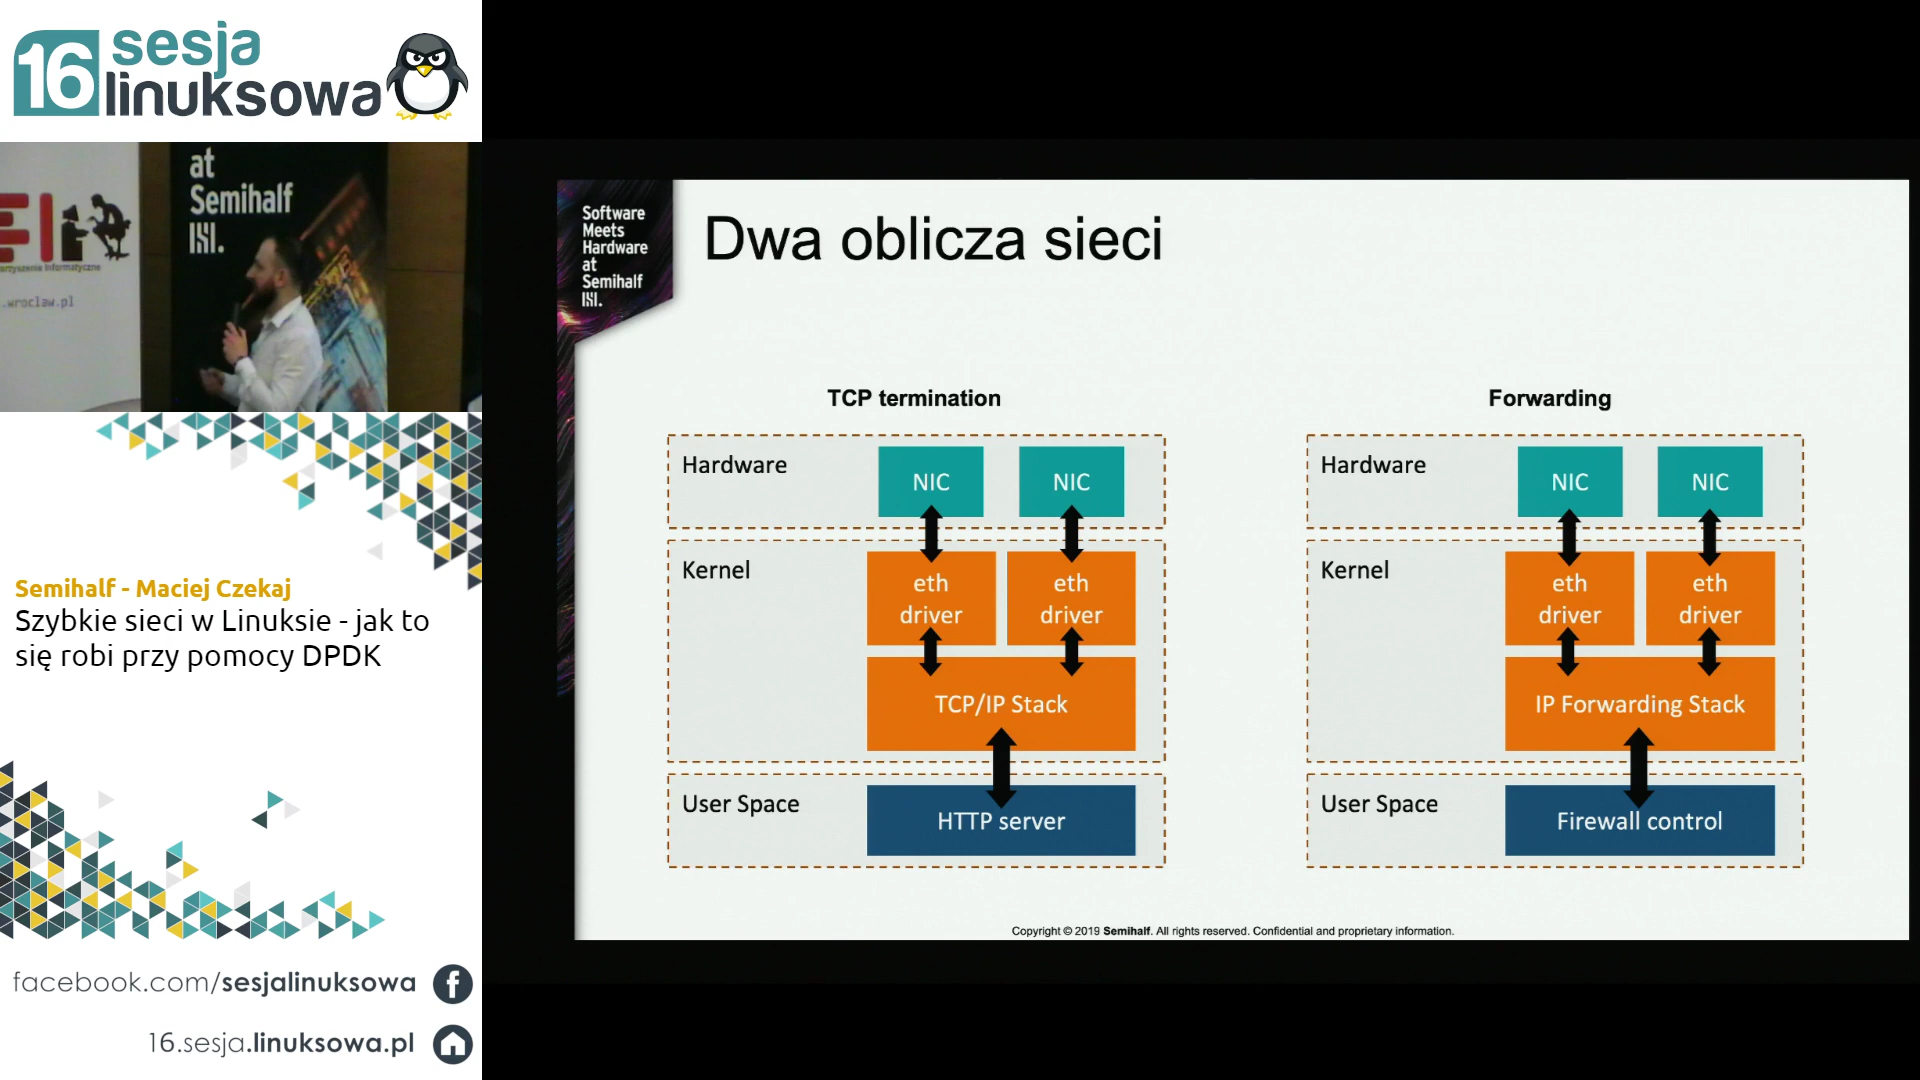 16 sesja
linuksowa
at
Semihalf
.wroclaw.pl
Semihalf - Maciej Czekaj
Szybkie sieci w Linuksie - jak to
się robi przy pomocy DPDK
facebook.com/sesjalinuksowa
16.sesja.linuksowa.pl
Software
Meets
Hardware
at
Semihalf
Dwa oblicza sieci
TCP termination
Hardware
NIC
NIC
Kernel
eth
driver
eth
driver
TCP/IP Stack
User Space
HTTP server
Forwarding
Hardware
NIC
NIC
Kernel
eth
driver
eth
driver
IP Forwarding Stack
User Space
Firewall control
Copyright © 2019 Semihalf. All rights reserved. Confidential and proprietary information.